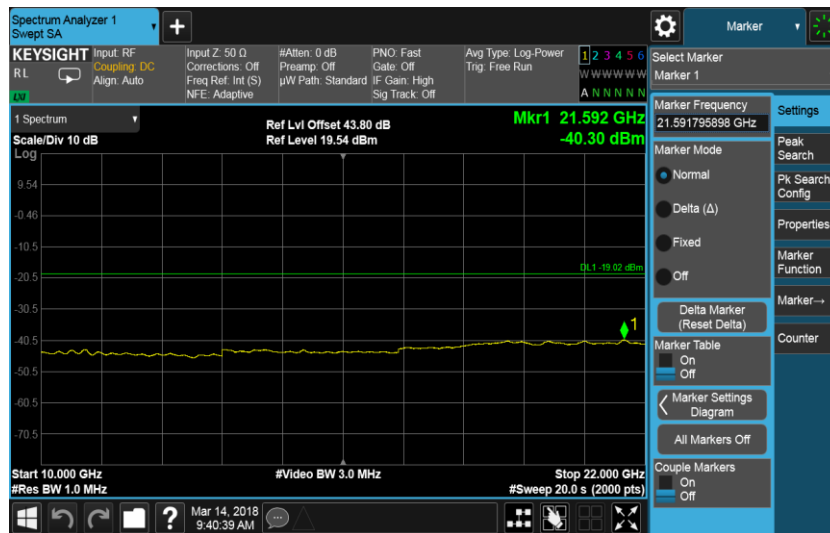 Spectrum Analyzer 1
Swept SA
+
Marker
KEYSIGHT
RL
LXI
Input: RF
Coupling: DC
Align: Auto
Input Z: 50 Ω
Corrections: Off
Freq Ref: Int (S)
NFE: Adaptive
#Atten: 0 dB
Preamp: Off
µW Path: Standard
PNO: Fast
Gate: Off
IF Gain: High
Sig Track: Off
Avg Type: Log-Power
Trig: Free Run
1 2 3 4 5 6
W W W W W W
A N N N N N
Select Marker
Marker 1
1 Spectrum
Scale/Div 10 dB
Log
Ref Lvl Offset 43.80 dB
Ref Level 19.54 dBm
Mkr1 21.592 GHz
-40.30 dBm
9.54
-0.46
-10.5
-20.5
-30.5
-40.5
-50.5
-60.5
-70.5
DL1 -19.02 dBm
1
Start 10.000 GHz
#Res BW 1.0 MHz
#Video BW 3.0 MHz
Stop 22.000 GHz
#Sweep 20.0 s (2000 pts)
Marker Frequency
21.591795898 GHz
Marker Mode
Normal
Delta (Δ)
Fixed
Off
Delta Marker
(Reset Delta)
Marker Table
On
Off
Marker Settings
Diagram
All Markers Off
Couple Markers
On
Off
Settings
Peak
Search
Pk Search
Config
Properties
Marker
Function
Marker→
Counter
?
Mar 14, 2018
9:40:39 AM